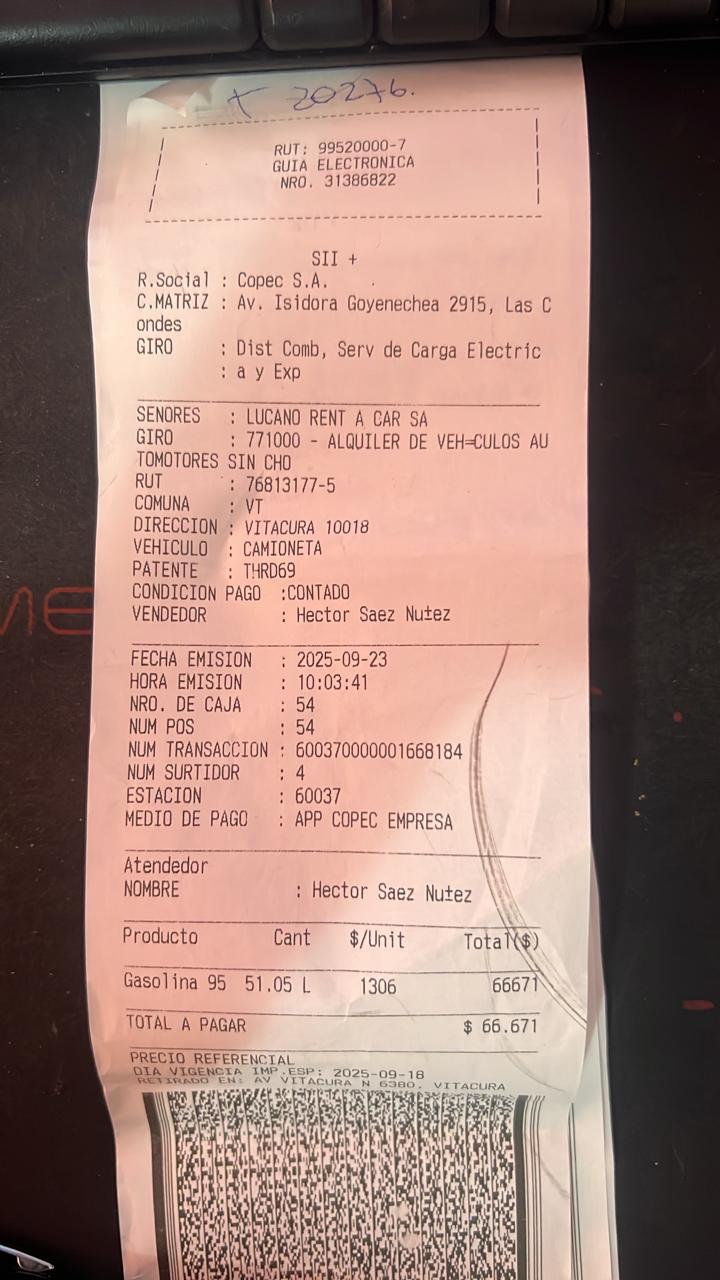 20276.
RUT: 99520000-7
GUIA ELECTRONICA
NRO. 31386822
SII +
R.Social : Copec S.A.
C.MATRIZ : Av. Isidora Goyenechea 2915, Las C
ondes
GIRO : Dist Comb, Serv de Carga Electric
: a y Exp
SENORES : LUCANO RENT A CAR SA
GIRO : 771000 - ALQUILER DE VEH╪CULOS AU
TOMOTORES SIN CHO
RUT : 76813177-5
COMUNA : VT
DIRECCION : VITACURA 10018
VEHICULO : CAMIONETA
PATENTE : THRD69
CONDICION PAGO :CONTADO
VENDEDOR : Hector Saez Nu±ez
FECHA EMISION : 2025-09-23
HORA EMISION : 10:03:41
NRO. DE CAJA : 54
NUM POS : 54
NUM TRANSACCION : 600370000001668184
NUM SURTIDOR : 4
ESTACION : 60037
MEDIO DE PAGO : APP COPEC EMPRESA
Atendedor
NOMBRE : Hector Saez Nu±ez
Producto Cant $/Unit Total($)
Gasolina 95 51.05 L 1306 66671
TOTAL A PAGAR $ 66.671
PRECIO REFERENCIAL
DIA VIGENCIA IMP.ESP: 2025-09-18
RETIRADO EN: AV VITACURA N 6380. VITACURA